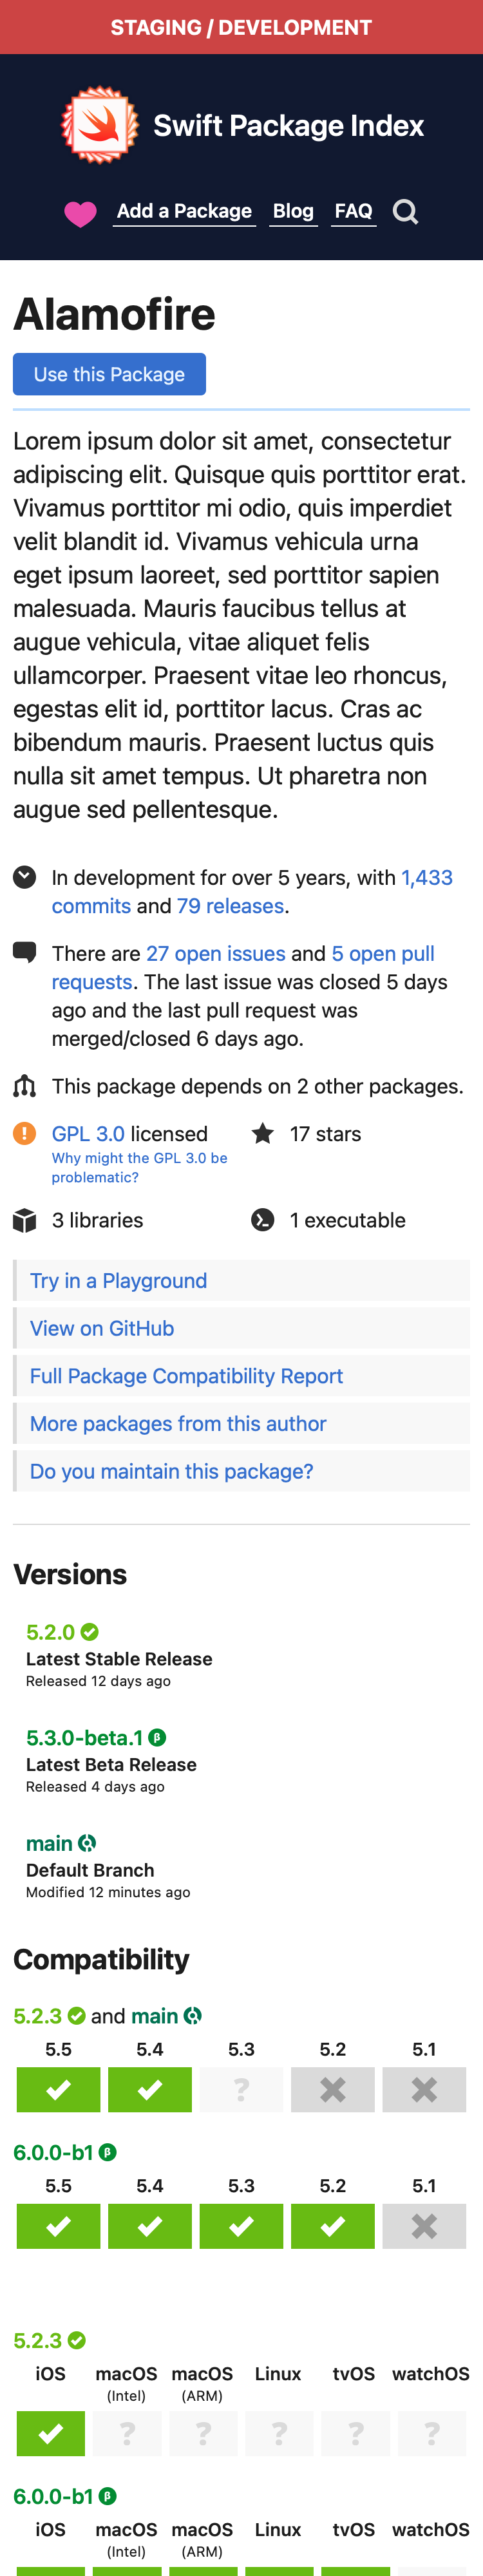 STAGING / DEVELOPMENT
Swift Package Index
Add a Package Blog FAQ
Alamofire
Use this Package
Lorem ipsum dolor sit amet, consectetur
adipiscing elit. Quisque quis porttitor erat.
Vivamus porttitor mi odio, quis imperdiet
velit blandit id. Vivamus vehicula urna
eget ipsum laoreet, sed porttitor sapien
malesuada. Mauris faucibus tellus at
augue vehicula, vitae aliquet felis
ullamcorper. Praesent vitae leo rhoncus,
egestas elit id, porttitor lacus. Cras ac
bibendum mauris. Praesent luctus quis
nulla sit amet tempus. Ut pharetra non
augue sed pellentesque.
In development for over 5 years, with 1,433
commits and 79 releases.
There are 27 open issues and 5 open pull
requests. The last issue was closed 5 days
ago and the last pull request was
merged/closed 6 days ago.
This package depends on 2 other packages.
GPL 3.0 licensed 17 stars
Why might the GPL 3.0 be
problematic?
3 libraries 1 executable
Try in a Playground
View on GitHub
Full Package Compatibility Report
More packages from this author
Do you maintain this package?
Versions
5.2.0
Latest Stable Release
Released 12 days ago
5.3.0-beta.1 β
Latest Beta Release
Released 4 days ago
main
Default Branch
Modified 12 minutes ago
Compatibility
5.2.3 and main
5.5 5.4 5.3 5.2 5.1
?
6.0.0-b1 β
5.5 5.4 5.3 5.2 5.1
5.2.3
iOS macOS macOS Linux tvOS watchOS
(Intel) (ARM)
? ? ? ? ?
6.0.0-b1 β
iOS macOS macOS Linux tvOS watchOS
(Intel) (ARM)